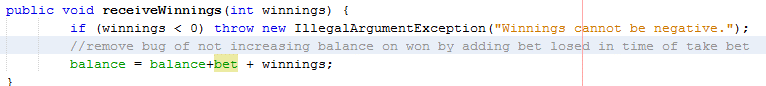 public void receiveWinnings(int winnings) {
if (winnings < 0) throw new IllegalArgumentException("Winnings cannot be negative.");
//remove bug of not increasing balance on won by adding bet losed in time of take bet
balance = balance+bet + winnings;
}